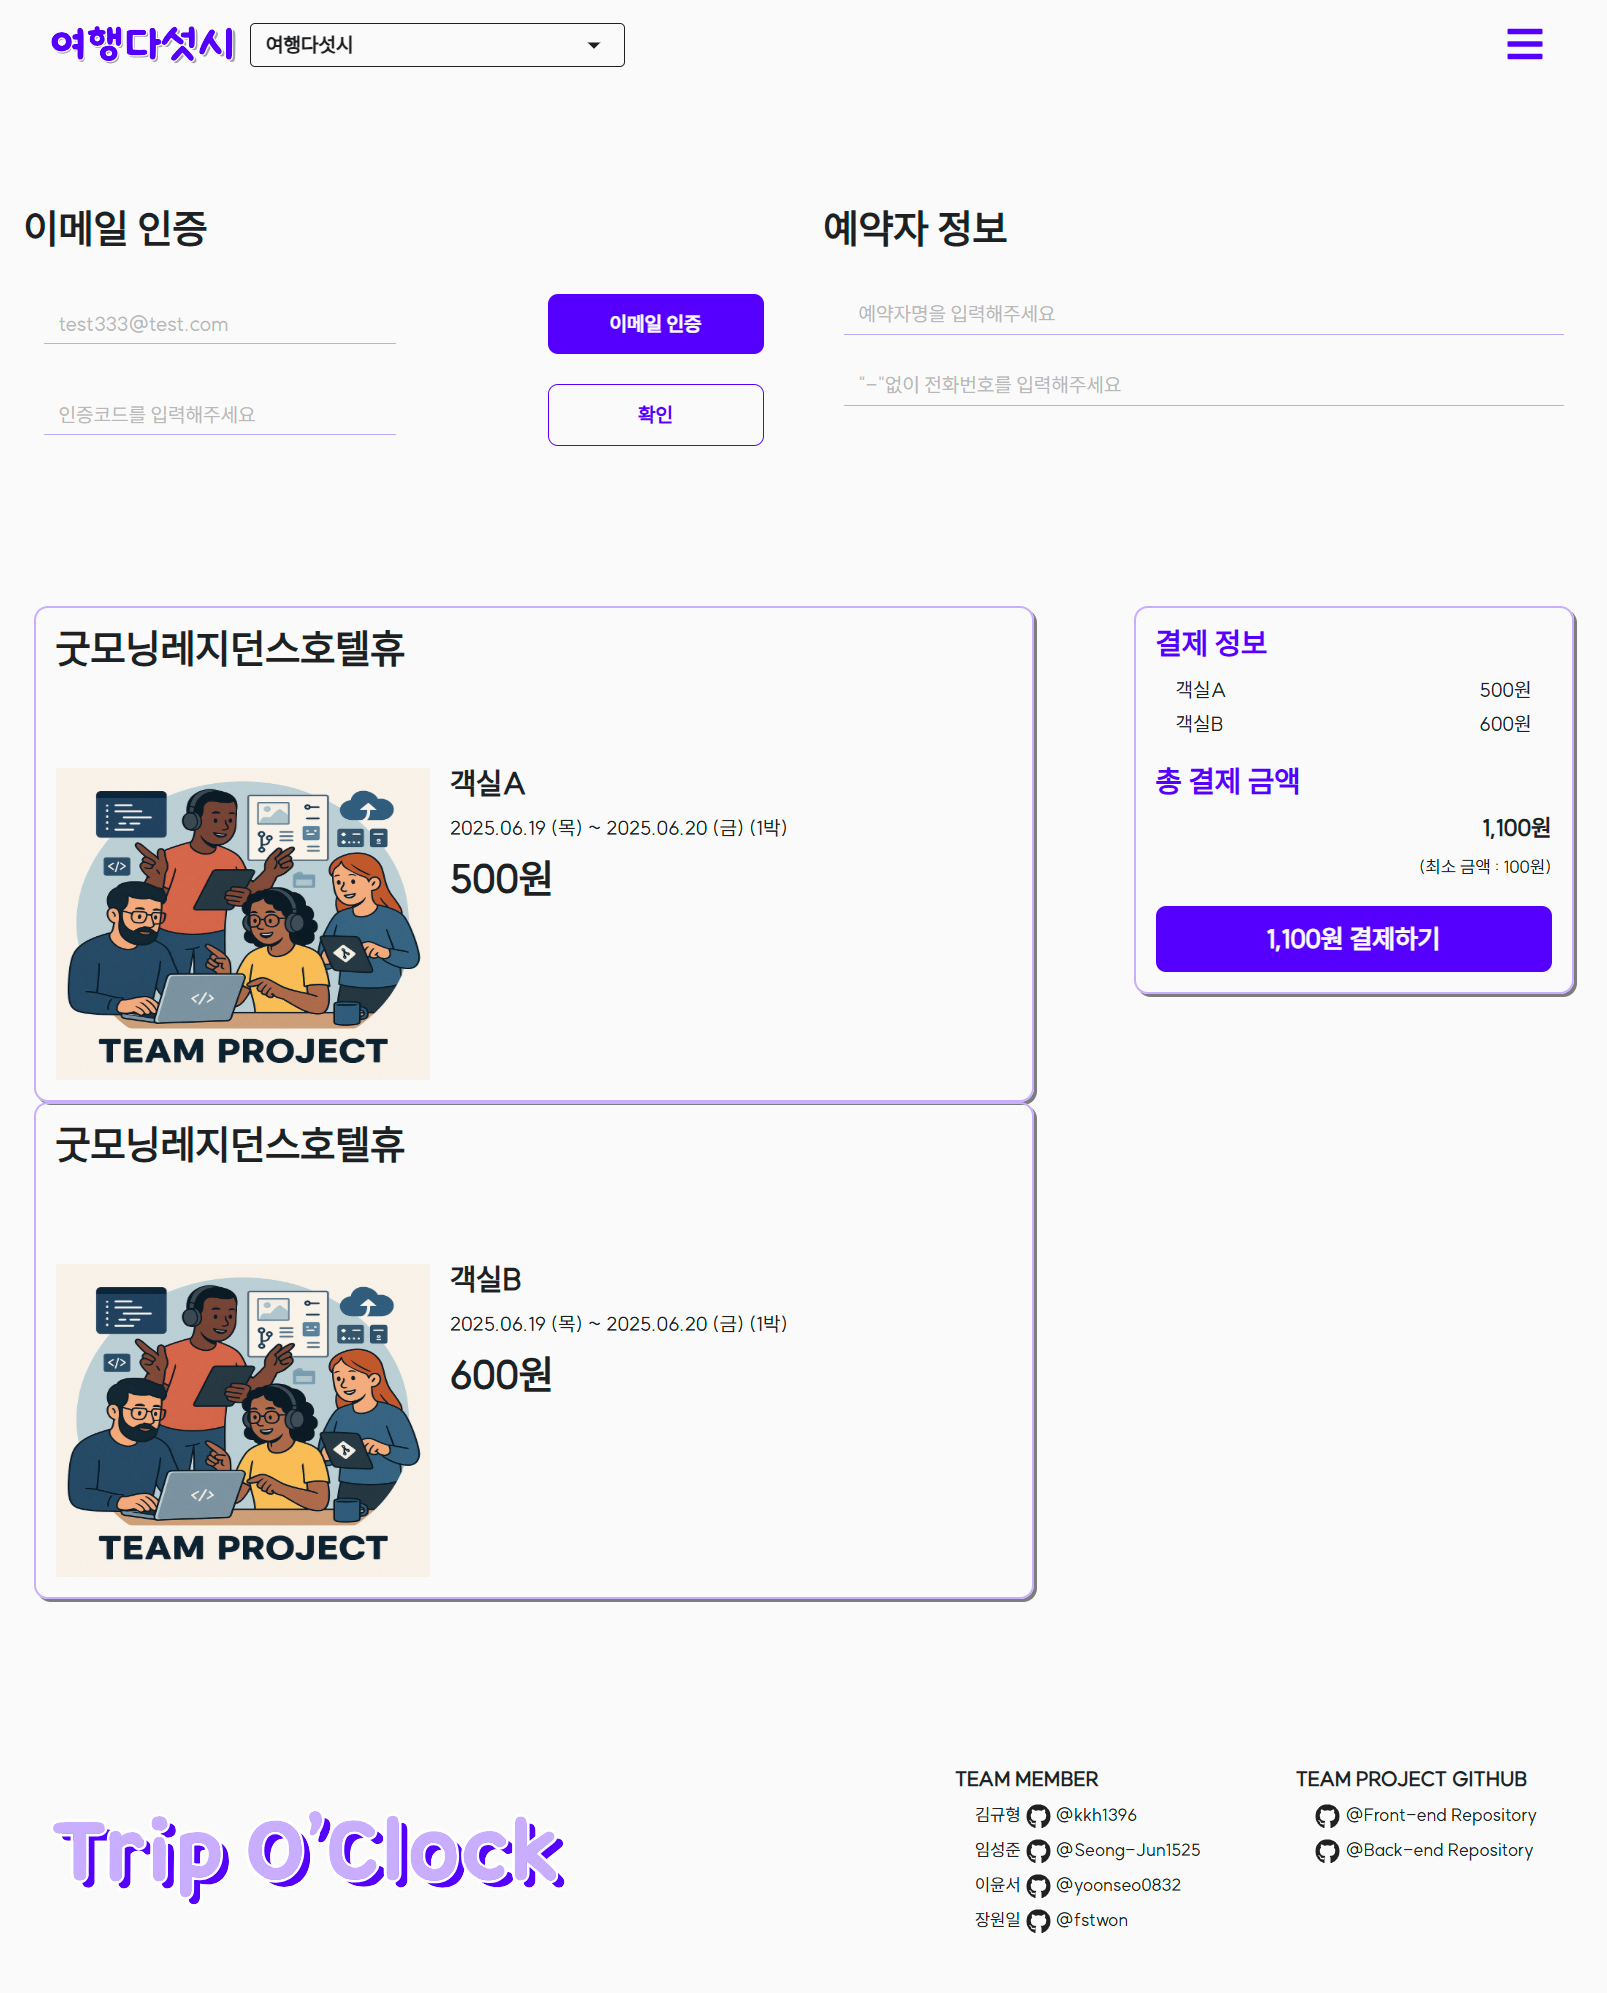 여행다섯시
여행다섯시
이메일 인증
test333@test.com
이메일 인증
인증코드를 입력해주세요
확인
예약자 정보
예약자명을 입력해주세요
"-"없이 전화번호를 입력해주세요
굿모닝레지던스호텔휴
</>
</>
TEAM PROJECT
객실A
2025.06.19 (목) ~ 2025.06.20 (금) (1박)
500원
굿모닝레지던스호텔휴
</>
</>
TEAM PROJECT
객실B
2025.06.19 (목) ~ 2025.06.20 (금) (1박)
600원
결제 정보
객실A 500원
객실B 600원
총 결제 금액
1,100원
(최소 금액 : 100원)
1,100원 결제하기
Trip O'Clock
TEAM MEMBER
김규형 @kkh1396
임성준 @Seong-Jun1525
이윤서 @yoonseo0832
장원일 @fstwon
TEAM PROJECT GITHUB
@Front-end Repository
@Back-end Repository